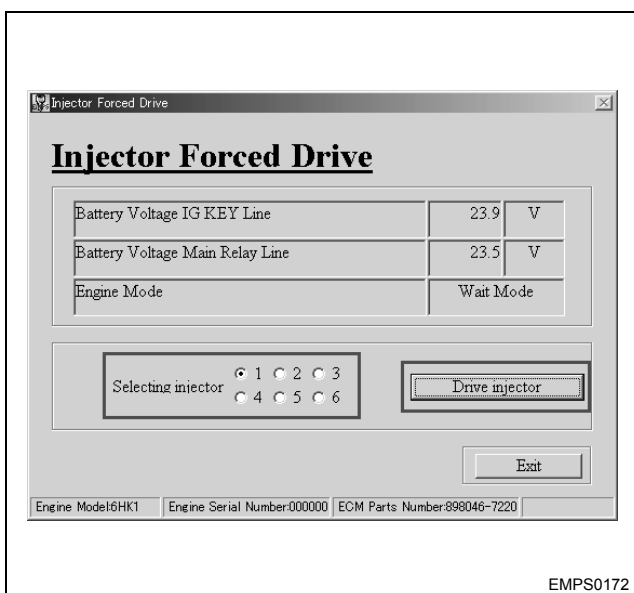 Injector Forced Drive
Injector Forced Drive
Battery Voltage IG KEY Line 23.9 V
Battery Voltage Main Relay Line 23.5 V
Engine Mode Wait Mode
Selecting injector 1 2 3
4 5 6
Drive injector
Exit
Engine Model:6HK1 Engine Serial Number:000000 ECM Parts Number:898046-7220
EMPS0172